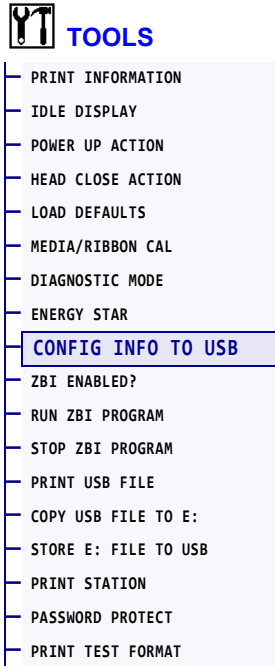 TOOLS
PRINT INFORMATION
IDLE DISPLAY
POWER UP ACTION
HEAD CLOSE ACTION
LOAD DEFAULTS
MEDIA/RIBBON CAL
DIAGNOSTIC MODE
ENERGY STAR
CONFIG INFO TO USB
ZBI ENABLED?
RUN ZBI PROGRAM
STOP ZBI PROGRAM
PRINT USB FILE
COPY USB FILE TO E:
STORE E: FILE TO USB
PRINT STATION
PASSWORD PROTECT
PRINT TEST FORMAT